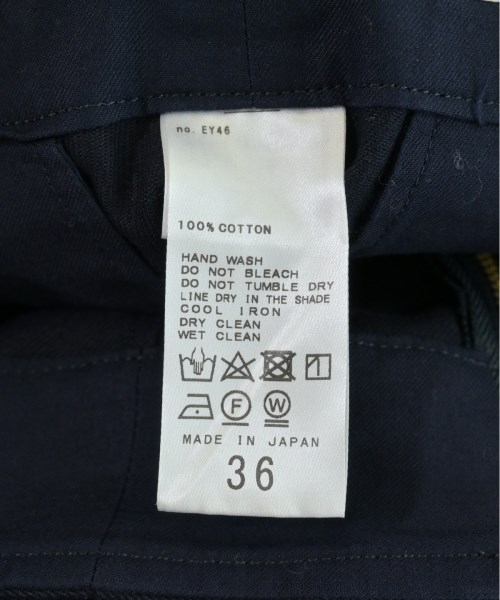 no. EY46
100% COTTON
HAND WASH
DO NOT BLEACH
DO NOT TUMBLE DRY
LINE DRY IN THE SHADE
COOL IRON
DRY CLEAN
WET CLEAN
F W
MADE IN JAPAN
36